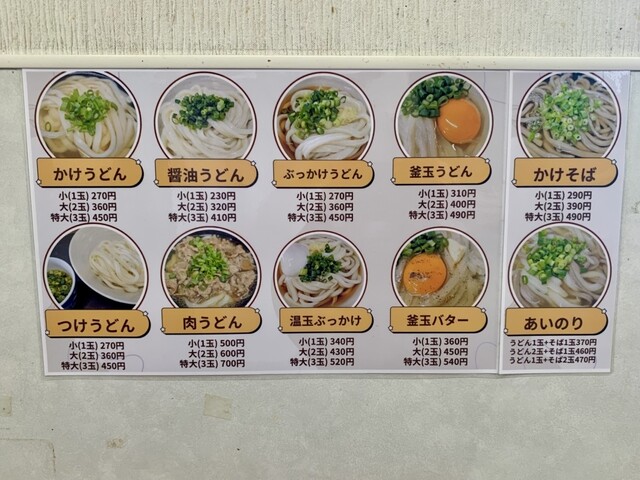 かけうどん
小(1玉) 270円
大(2玉) 360円
特大(3玉) 450円
醤油うどん
小(1玉) 230円
大(2玉) 320円
特大(3玉) 410円
ぶっかけうどん
小(1玉) 270円
大(2玉) 360円
特大(3玉) 450円
釜玉うどん
小(1玉) 310円
大(2玉) 400円
特大(3玉) 490円
かけそば
小(1玉) 290円
大(2玉) 390円
特大(3玉) 490円
つけうどん
小(1玉) 270円
大(2玉) 360円
特大(3玉) 450円
肉うどん
小(1玉) 500円
大(2玉) 600円
特大(3玉) 700円
温玉ぶっかけ
小(1玉) 340円
大(2玉) 430円
特大(3玉) 520円
釜玉バター
小(1玉) 360円
大(2玉) 450円
特大(3玉) 540円
あいのり
うどん1玉+そば1玉370円
うどん2玉+そば1玉460円
うどん1玉+そば2玉470円